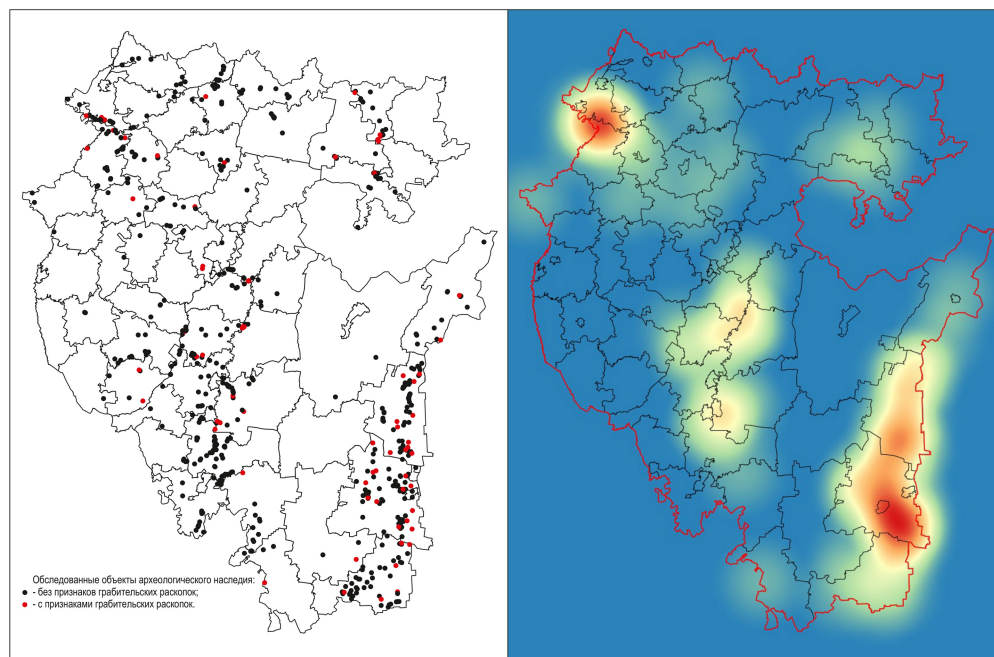 Обследованные объекты археологического наследия:
- без признаков грабительских раскопок;
- с признаками грабительских раскопок.